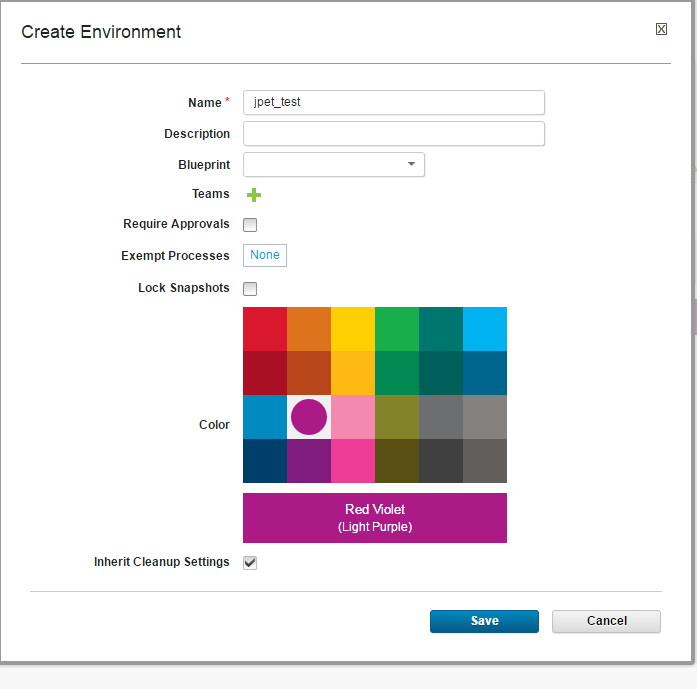 Create Environment
Name *
jpet_test
Description
Blueprint
Teams
Require Approvals
Exempt Processes
None
Lock Snapshots
Color
Red Violet
(Light Purple)
Inherit Cleanup Settings
Save
Cancel